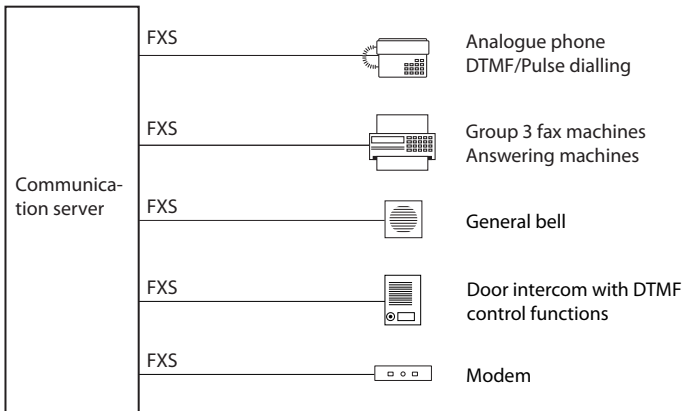 FXS
Analogue phone
DTMF/Pulse dialling
FXS
Group 3 fax machines
Answering machines
Communica-
tion server
FXS
General bell
FXS
Door intercom with DTMF
control functions
FXS
Modem